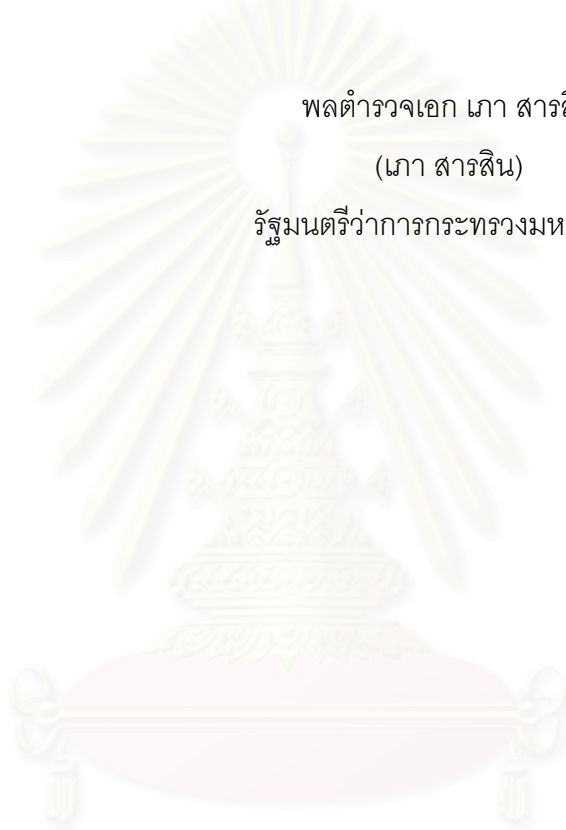 พลตำรวจเอก เภา สารสิ
(เภา สารสิน)
รัฐมนตรีว่าการกระทรวงมห